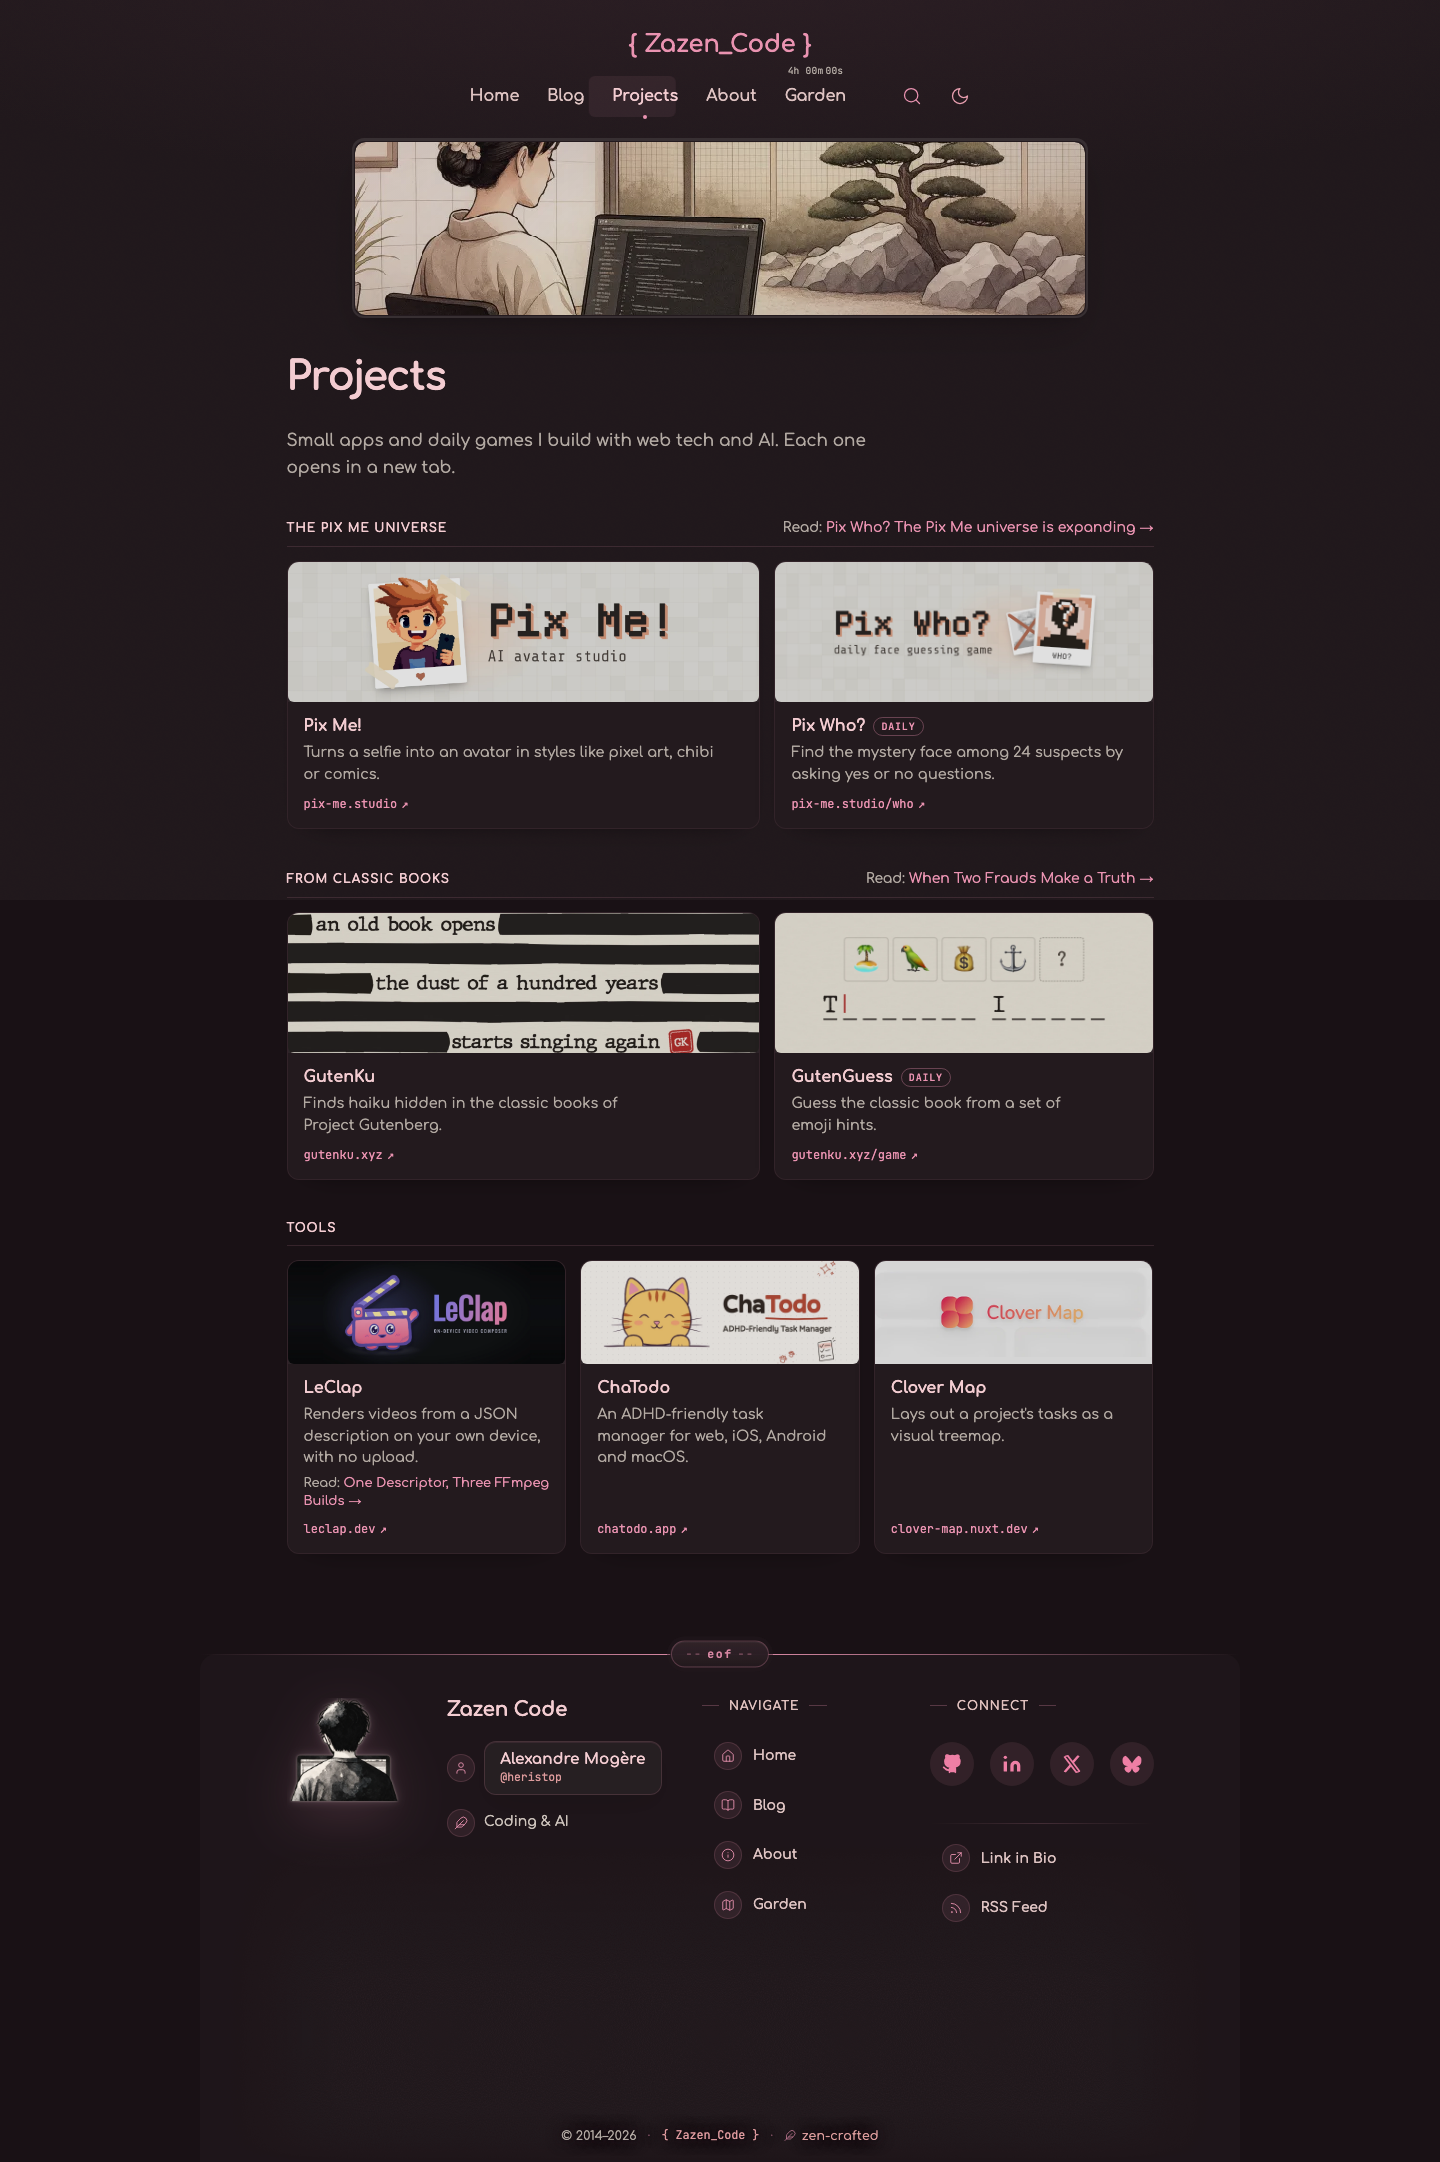 { Zazen_Code }
4h 00m 00s
Home Blog Projects About Garden
Projects
Small apps and daily games I build with web tech and AI. Each one
opens in a new tab.
THE PIX ME UNIVERSE
Read: Pix Who? The Pix Me universe is expanding →
Pix Me!
AI avatar studio
Pix Who?
daily face guessing game
WHO?
Pix Me!
Turns a selfie into an avatar in styles like pixel art, chibi
or comics.
pix-me.studio ↗
Pix Who? DAILY
Find the mystery face among 24 suspects by
asking yes or no questions.
pix-me.studio/who ↗
FROM CLASSIC BOOKS
Read: When Two Frauds Make a Truth →
an old book opens
the dust of a hundred years
starts singing again GK
?
T I
GutenKu
Finds haiku hidden in the classic books of
Project Gutenberg.
gutenku.xyz ↗
GutenGuess DAILY
Guess the classic book from a set of
emoji hints.
gutenku.xyz/game ↗
TOOLS
LeClap
ON-DEVICE VIDEO COMPOSER
ChaTodo
ADHD-Friendly Task Manager
Clover Map
LeClap
Renders videos from a JSON
description on your own device,
with no upload.
Read: One Descriptor, Three FFmpeg
Builds →
leclap.dev ↗
ChaTodo
An ADHD-friendly task
manager for web, iOS, Android
and macOS.
chatodo.app ↗
Clover Map
Lays out a project's tasks as a
visual treemap.
clover-map.nuxt.dev ↗
-- eof --
Zazen Code
Alexandre Mogère
@heristop
Coding & AI
NAVIGATE
Home
Blog
About
Garden
CONNECT
Link in Bio
RSS Feed
© 2014–2026 · { Zazen_Code } · zen-crafted